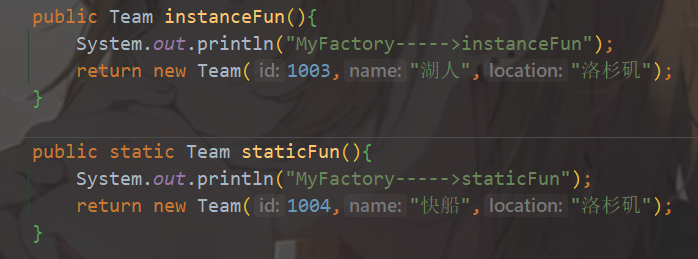 public Team instanceFun(){
System.out.println("MyFactory----->instanceFun");
return new Team( id: 1003, name: "湖人", location: "洛杉矶");
}
public static Team staticFun(){
System.out.println("MyFactory----->staticFun");
return new Team( id: 1004, name: "快船", location: "洛杉矶");
}